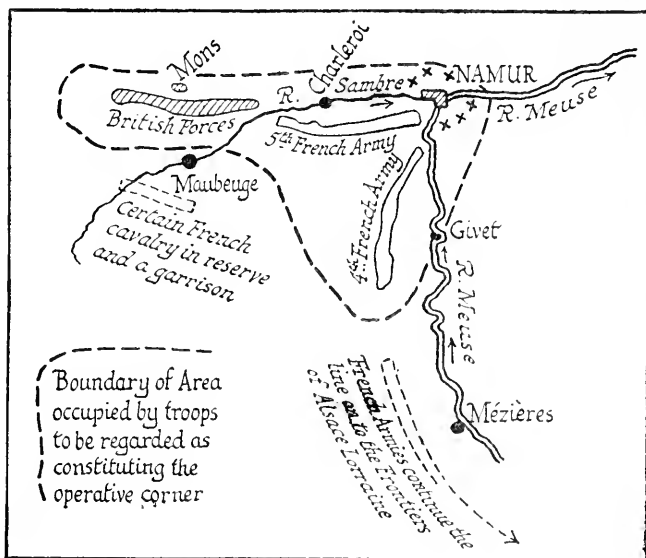 Mons
British Forces
R. Sambre
Charleroi
NAMUR
R. Meuse
5th French Army
4th French Army
Maubeuge
Certain French
cavalry in reserve
and a garrison
Givet
R. Meuse
Mézières
French Armies continue the
line on to the Frontiers
of Alsace Lorraine
Boundary of Area
occupied by troops
to be regarded as
constituting the
operative corner